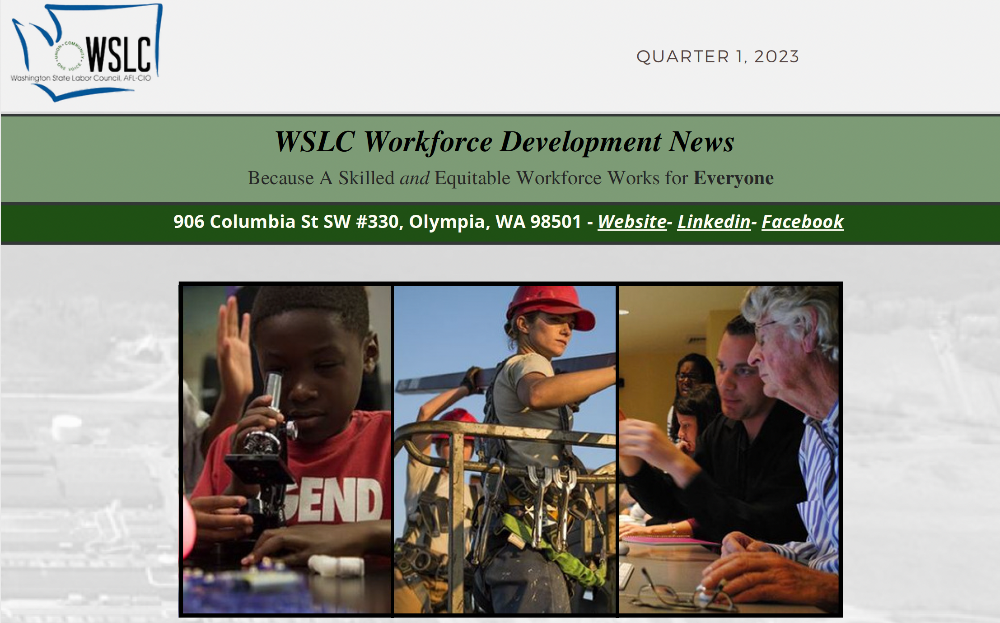 UNION • COMMUNITY • ONE VOICE •
WSLC
Washington State Labor Council, AFL-CIO
QUARTER 1, 2023
WSLC Workforce Development News
Because A Skilled and Equitable Workforce Works for Everyone
906 Columbia St SW #330, Olympia, WA 98501 - Website- Linkedin- Facebook
GEND